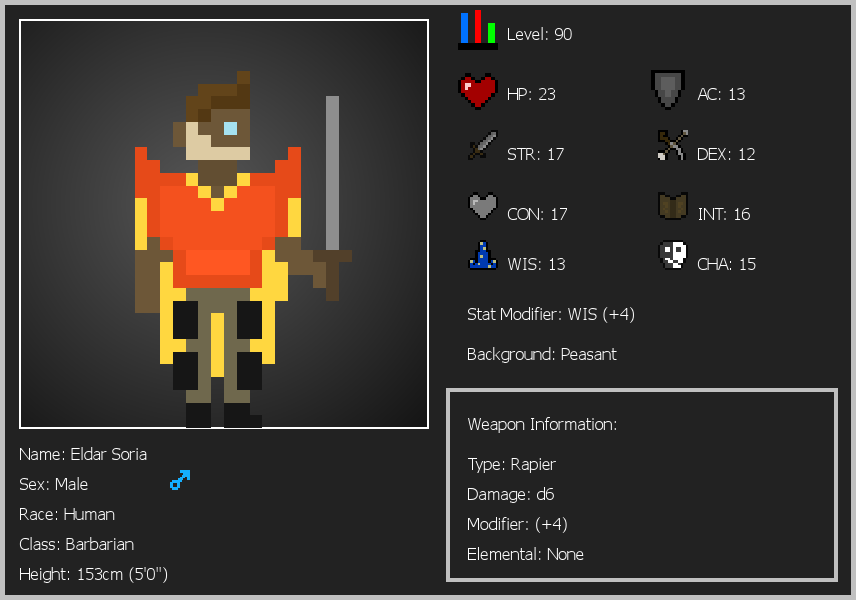 Level: 90
HP: 23
AC: 13
STR: 17
DEX: 12
CON: 17
INT: 16
WIS: 13
CHA: 15
Stat Modifier: WIS (+4)
Background: Peasant
Weapon Information:
Type: Rapier
Damage: d6
Modifier: (+4)
Elemental: None
Name: Eldar Soria
Sex: Male
Race: Human
Class: Barbarian
Height: 153cm (5'0")